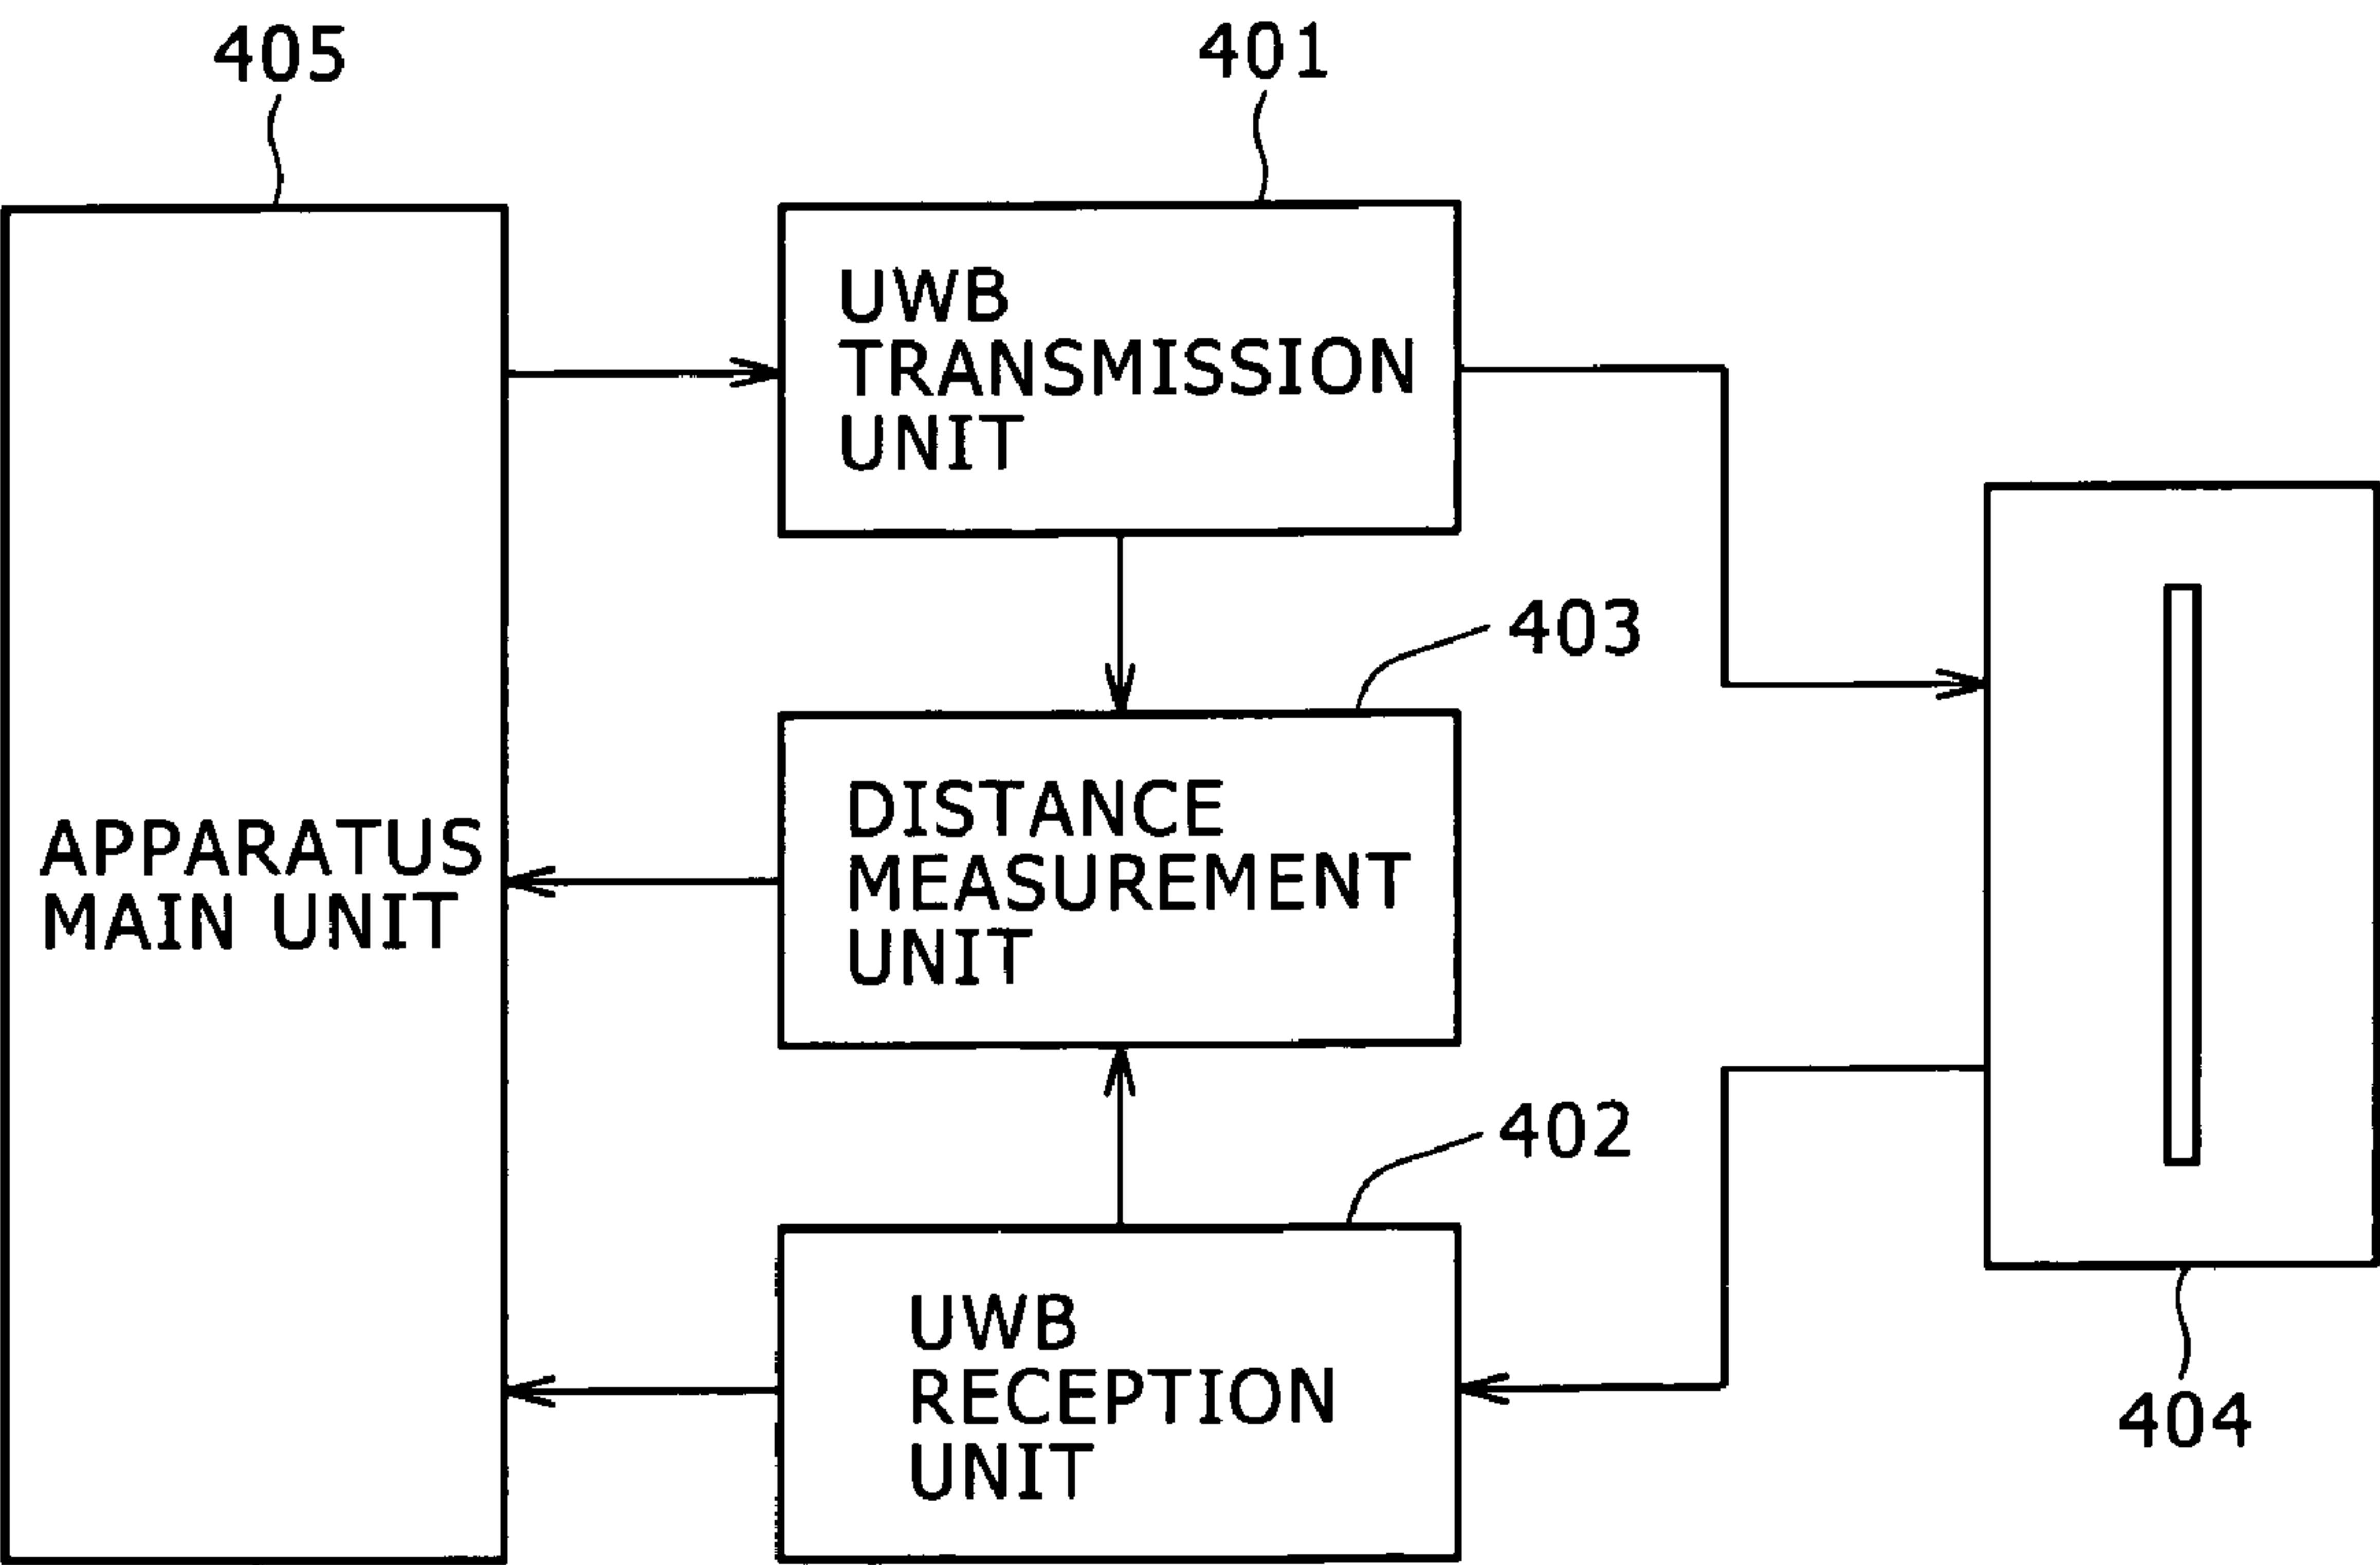 405
401
UWB
TRANSMISSION
UNIT
403
DISTANCE
MEASUREMENT
UNIT
APPARATUS
MAIN UNIT
402
UWB
RECEPTION
UNIT
404